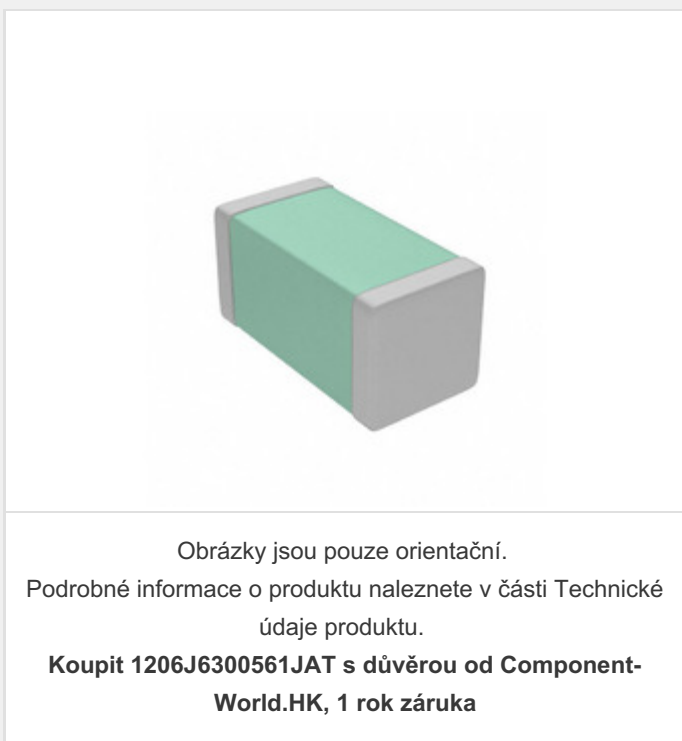 Obrázky jsou pouze orientační.
Podrobné informace o produktu naleznete v části Technické
údaje produktu.
Koupit 1206J6300561JAT s důvěrou od Component-
World.HK, 1 rok záruka